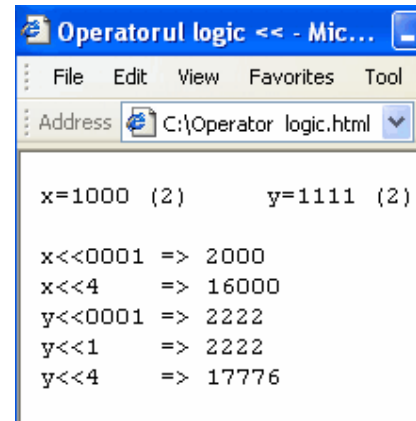 Operatorul logic << - Mic...
File Edit View Favorites Tool
Address C:\Operator logic.html
x=1000 (2) y=1111 (2)
x<<0001 => 2000
x<<4 => 16000
y<<0001 => 2222
y<<1 => 2222
y<<4 => 17776